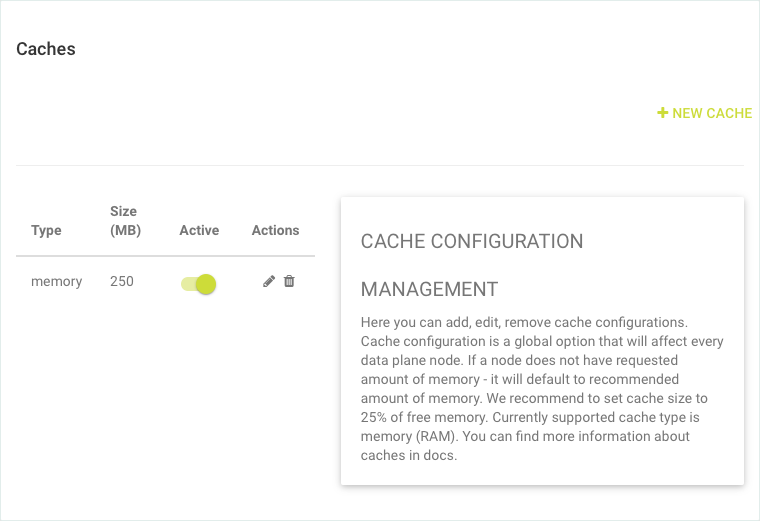 Caches
+ NEW CACHE
Type
Size
(MB)
Active
Actions
memory
250
CACHE CONFIGURATION
MANAGEMENT
Here you can add, edit, remove cache configurations.
Cache configuration is a global option that will affect every
data plane node. If a node does not have requested
amount of memory - it will default to recommended
amount of memory. We recommend to set cache size to
25% of free memory. Currently supported cache type is
memory (RAM). You can find more information about
caches in docs.